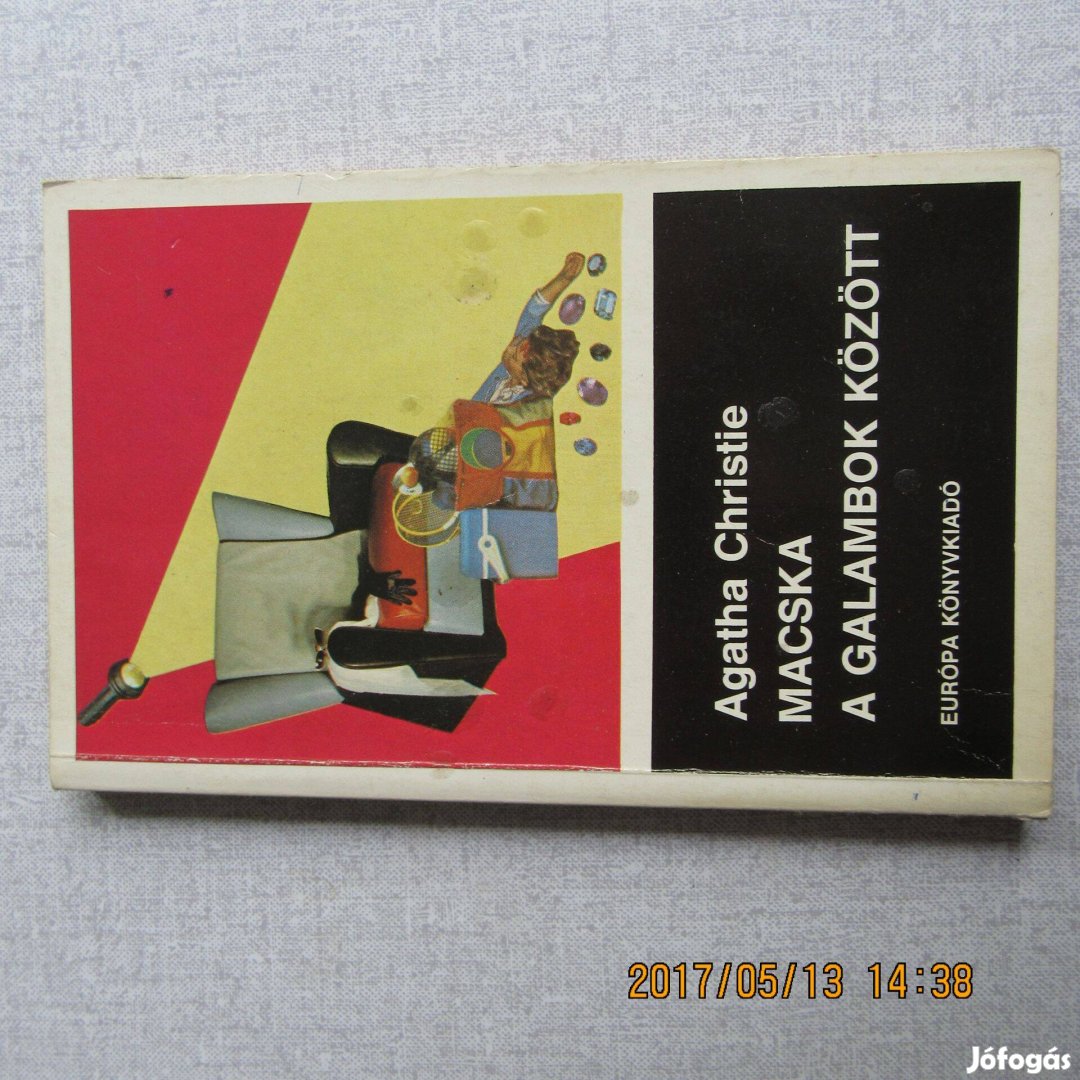 Agatha Christie
MACSKA
A GALAMBOK KÖZÖTT
EURÓPA KÖNYVKIADÓ
2017/05/13 14:38
Jófogás